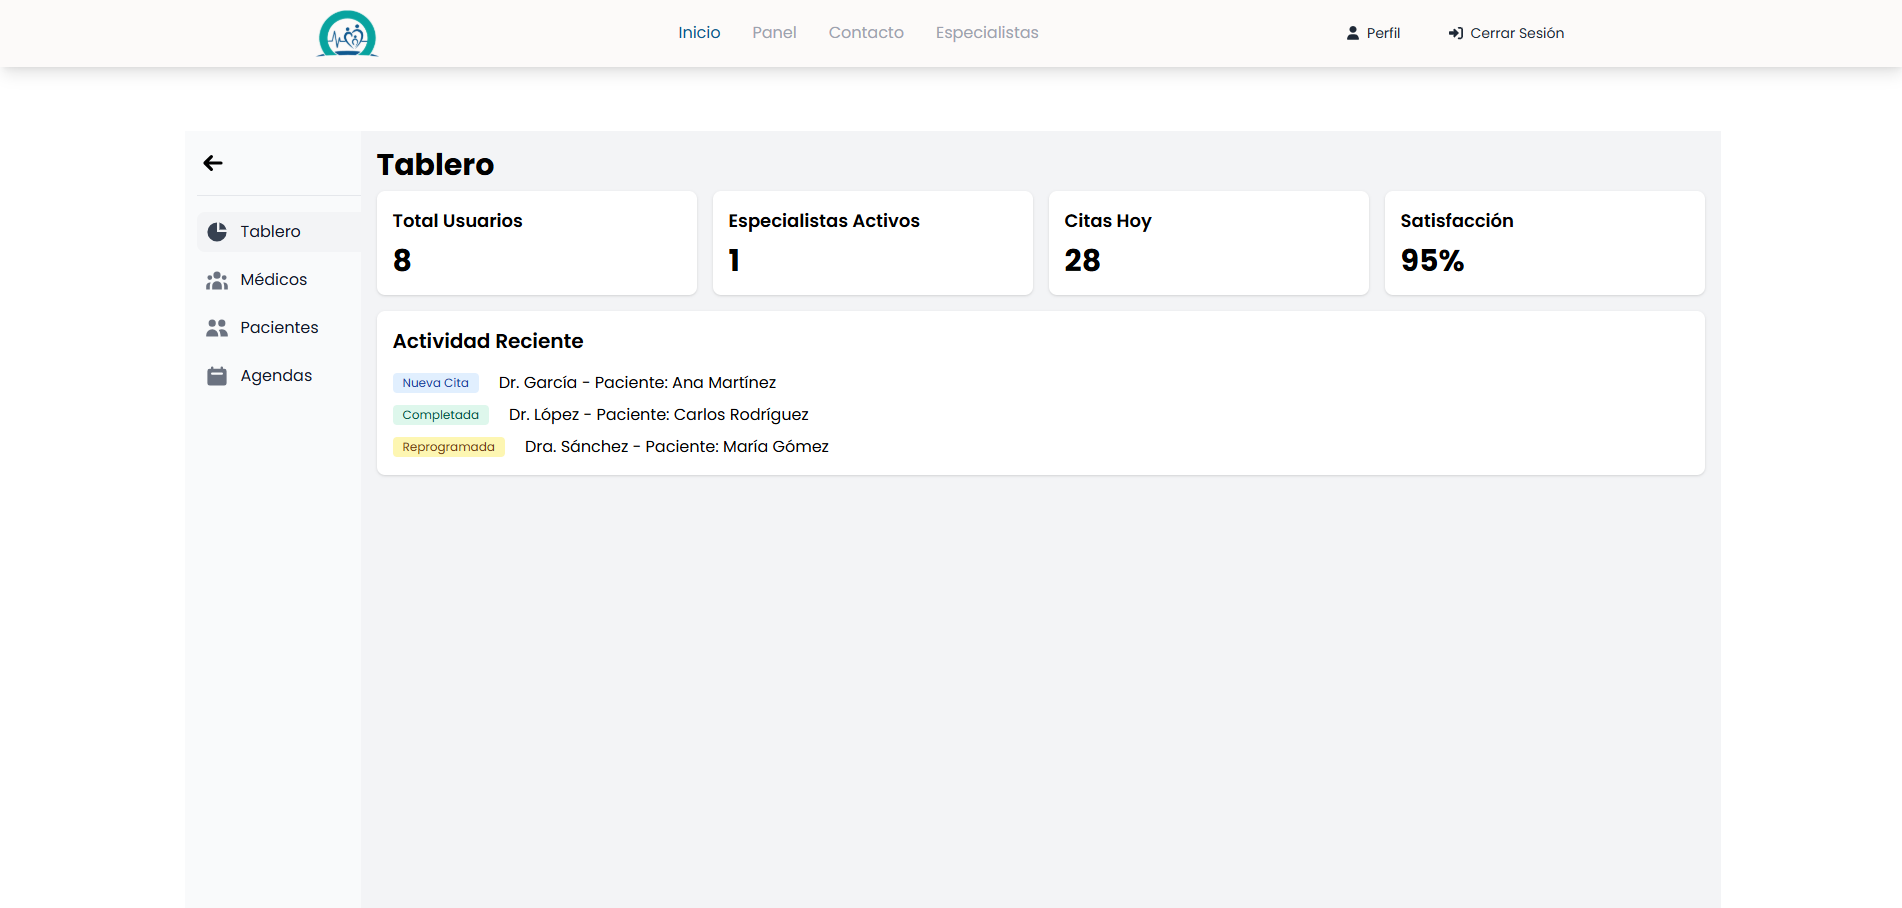 Inicio Panel Contacto Especialistas Perfil Cerrar Sesión
Tablero
Médicos
Pacientes
Agendas
Tablero
Total Usuarios
8
Especialistas Activos
1
Citas Hoy
28
Satisfacción
95%
Actividad Reciente
Nueva Cita Dr. García - Paciente: Ana Martínez
Completada Dr. López - Paciente: Carlos Rodríguez
Reprogramada Dra. Sánchez - Paciente: María Gómez